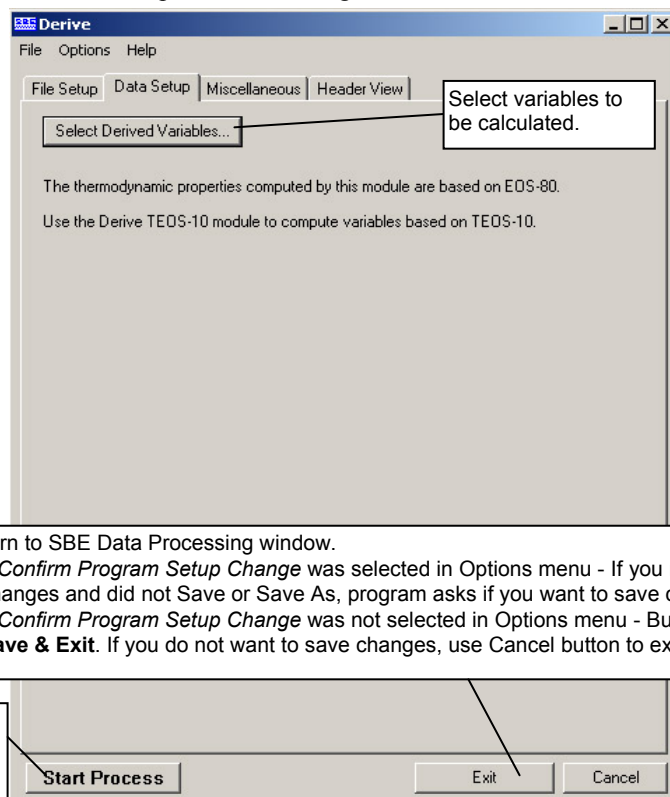 SBE Derive
File Options Help
File Setup Data Setup Miscellaneous Header View
Select variables to
be calculated.
Select Derived Variables...
The thermodynamic properties computed by this module are based on EOS-80.
Use the Derive TEOS-10 module to compute variables based on TEOS-10.
rn to SBE Data Processing window.
Confirm Program Setup Change was selected in Options menu - If you
anges and did not Save or Save As, program asks if you want to save
Confirm Program Setup Change was not selected in Options menu -
ave & Exit. If you do not want to save changes, use Cancel button to
Start Process Exit Cancel